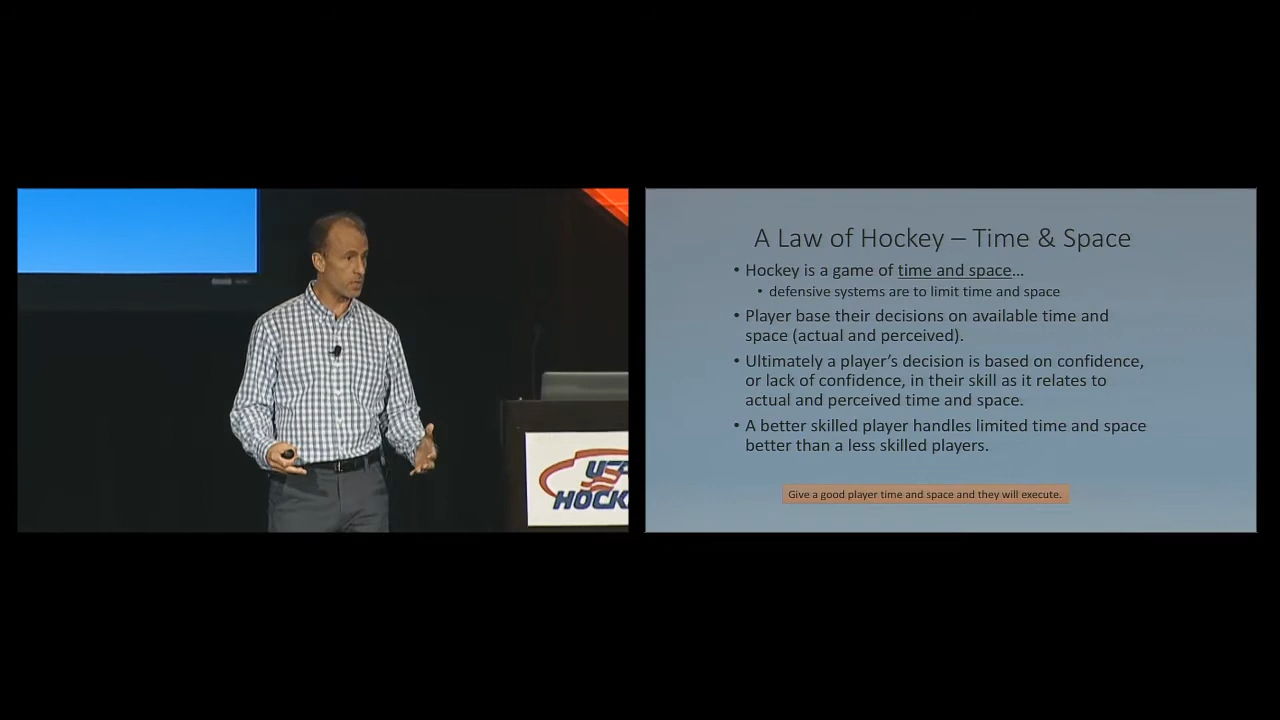 A Law of Hockey – Time & Space
• Hockey is a game of time and space…
• defensive systems are to limit time and space
• Player base their decisions on available time and
space (actual and perceived).
• Ultimately a player's decision is based on confidence,
or lack of confidence, in their skill as it relates to
actual and perceived time and space.
• A better skilled player handles limited time and space
better than a less skilled players.
Give a good player time and space and they will execute.
US
HOCK